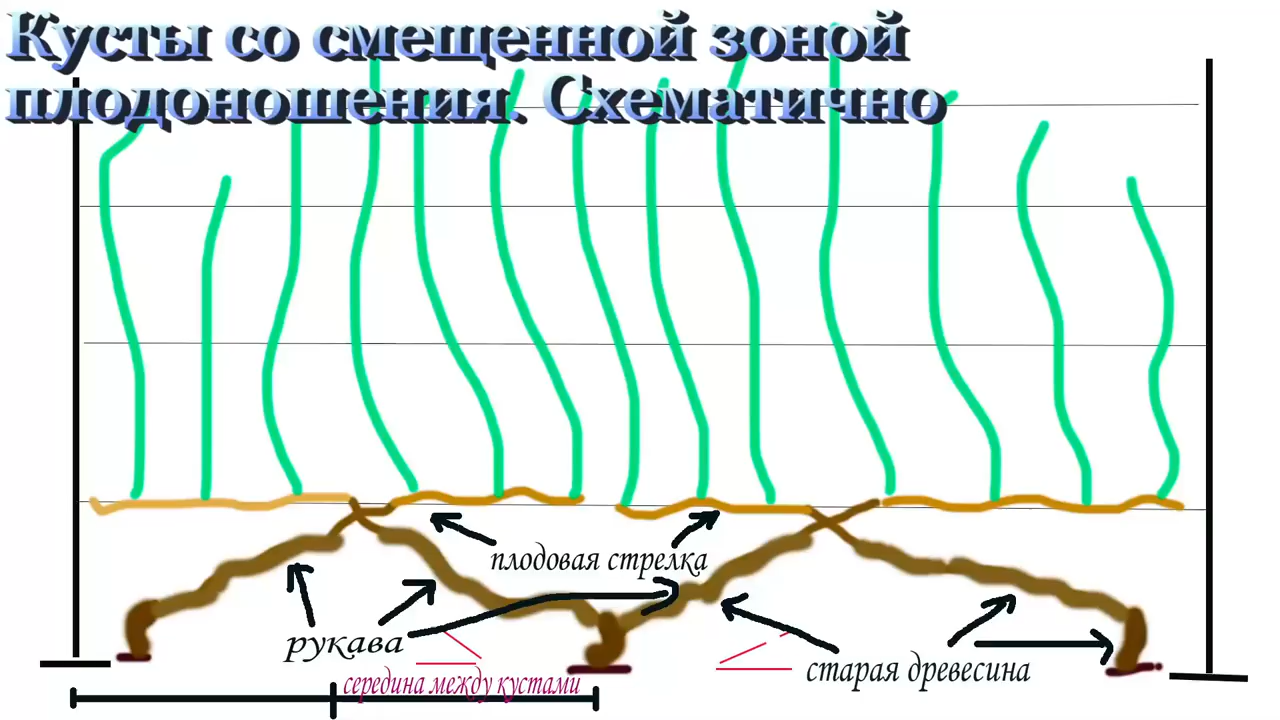 Кусты со смещенной зоной
плодоношения. Схематично
плодовая стрелка
рукава
старая древесина
середина между кустами